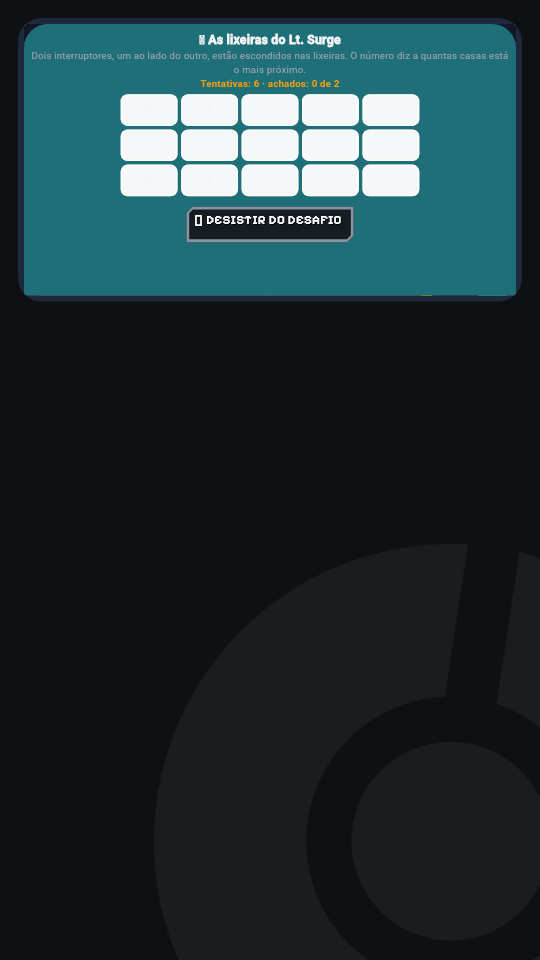 As lixeiras do Lt. Surge
Dois interruptores, um ao lado do outro, estão escondidos nas lixeiras. O número diz a quantas casas está
o mais próximo.
Tentativas: 6 · achados: 0 de 2
DESISTIR DO DESAFIO